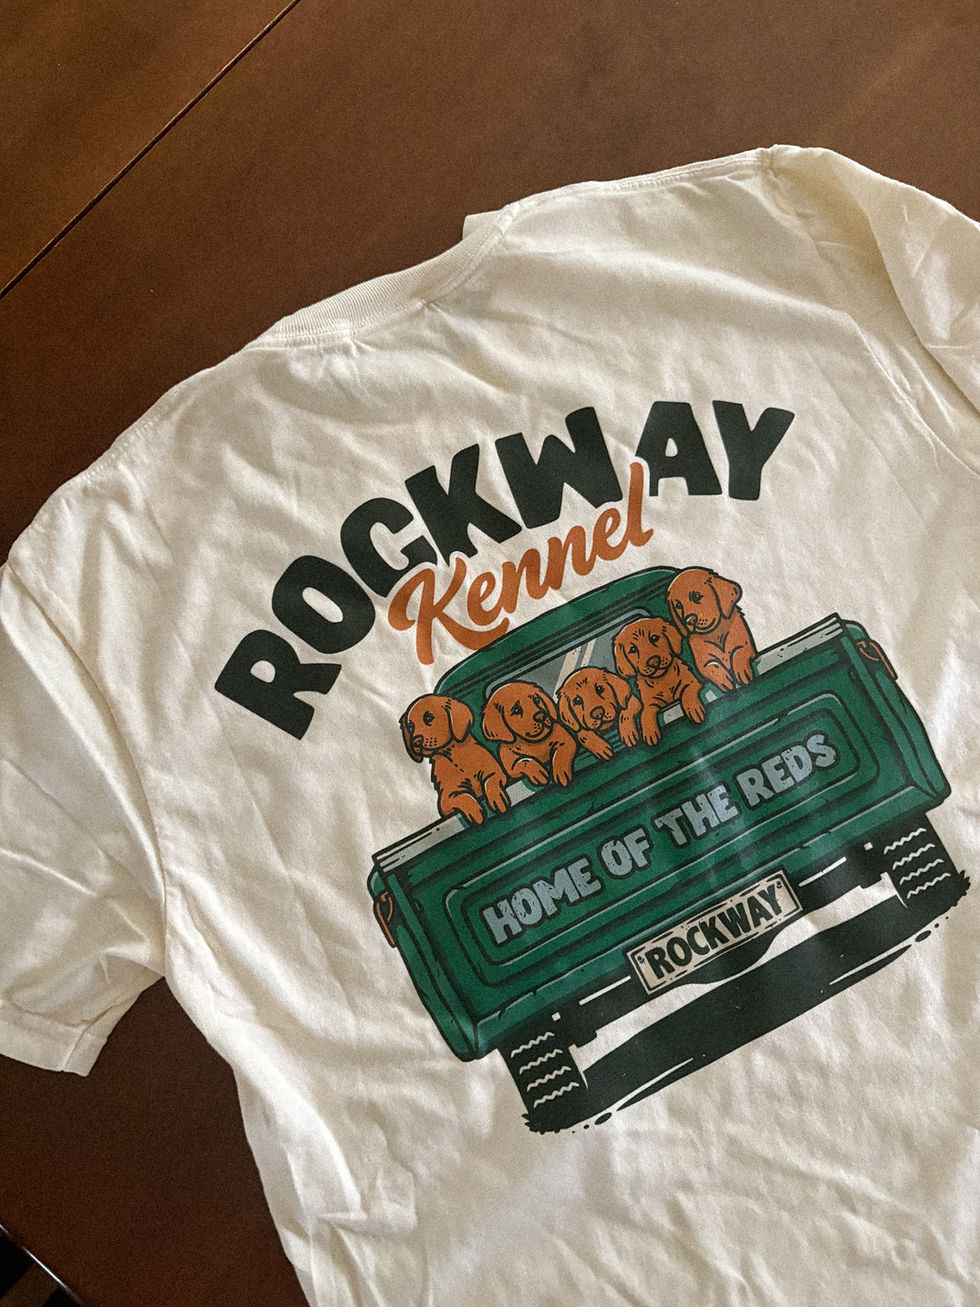 ROCKWAY
Kennel
HOME OF THE REDS
ROCKWAY